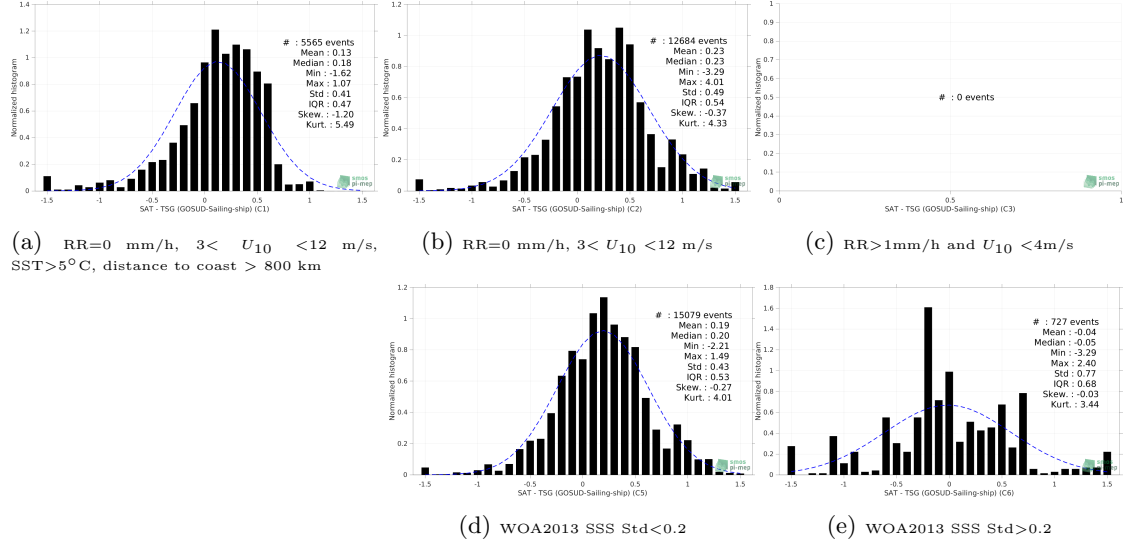 1.4
1.2
1
0.8
0.6
0.4
0.2
0
Normalized histogram
# : 5565 events
Mean : 0.13
Median : 0.18
Min : -1.62
Max : 1.07
Std : 0.41
IQR : 0.47
Skew. : -1.20
Kurt. : 5.49
smos
pi-mep
-1.5 -1 -0.5 0 0.5 1 1.5
SAT - TSG (GOSUD-Sailing-ship) (C1)
(a) RR=0 mm/h, 3< U10 <12 m/s,
SST>5°C, distance to coast > 800 km
1.2
1
0.8
0.6
0.4
0.2
0
Normalized histogram
# : 12684 events
Mean : 0.23
Median : 0.23
Min : -3.29
Max : 4.01
Std : 0.49
IQR : 0.54
Skew. : -0.37
Kurt. : 4.33
smos
pi-mep
-1.5 -1 -0.5 0 0.5 1 1.5
SAT - TSG (GOSUD-Sailing-ship) (C2)
(b) RR=0 mm/h, 3< U10 <12 m/s
1
0.9
0.8
0.7
0.6
0.5
0.4
0.3
0.2
0.1
0
Normalized histogram
# : 0 events
smos
pi-mep
0 0.5 1
SAT - TSG (GOSUD-Sailing-ship) (C3)
(c) RR>1mm/h and U10 <4m/s
1.2
1
0.8
0.6
0.4
0.2
0
Normalized histogram
# : 15079 events
Mean : 0.19
Median : 0.20
Min : -2.21
Max : 1.49
Std : 0.43
IQR : 0.53
Skew. : -0.27
Kurt. : 4.01
smos
pi-mep
-1.5 -1 -0.5 0 0.5 1 1.5
SAT - TSG (GOSUD-Sailing-ship) (C5)
(d) WOA2013 SSS Std<0.2
1.8
1.6
1.4
1.2
1
0.8
0.6
0.4
0.2
0
Normalized histogram
# : 727 events
Mean : -0.04
Median : -0.05
Min : -3.29
Max : 2.40
Std : 0.77
IQR : 0.68
Skew. : -0.03
Kurt. : 3.44
smos
pi-mep
-1.5 -1 -0.5 0 0.5 1 1.5
SAT - TSG (GOSUD-Sailing-ship) (C6)
(e) WOA2013 SSS Std>0.2